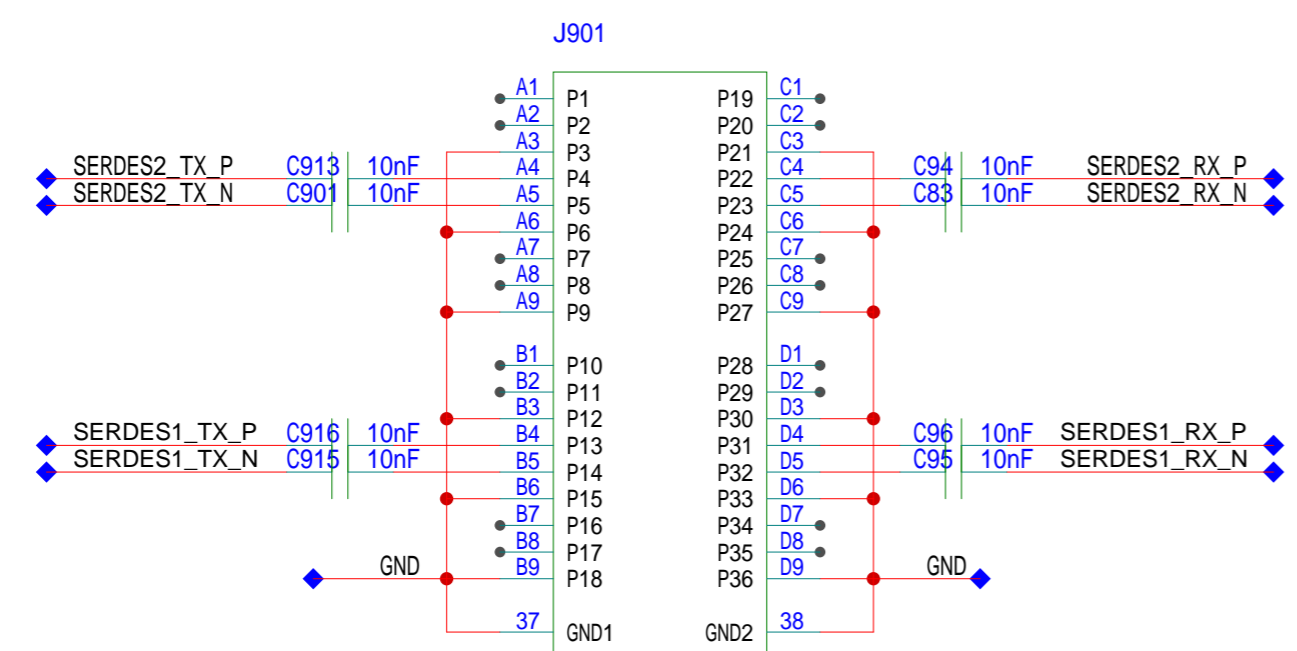 J901
A1 P1 P19 C1
A2 P2 P20 C2
A3 P3 P21 C3
SERDES2_TX_P C913 10nF A4 P4 P22 C4 C94 10nF SERDES2_RX_P
SERDES2_TX_N C901 10nF A5 P5 P23 C5 C83 10nF SERDES2_RX_N
A6 P6 P24 C6
A7 P7 P25 C7
A8 P8 P26 C8
A9 P9 P27 C9
B1 P10 P28 D1
B2 P11 P29 D2
B3 P12 P30 D3
SERDES1_TX_P C916 10nF B4 P13 P31 D4 C96 10nF SERDES1_RX_P
SERDES1_TX_N C915 10nF B5 P14 P32 D5 C95 10nF SERDES1_RX_N
B6 P15 P33 D6
B7 P16 P34 D7
B8 P17 P35 D8
GND B9 P18 P36 D9 GND
37 GND1 GND2 38